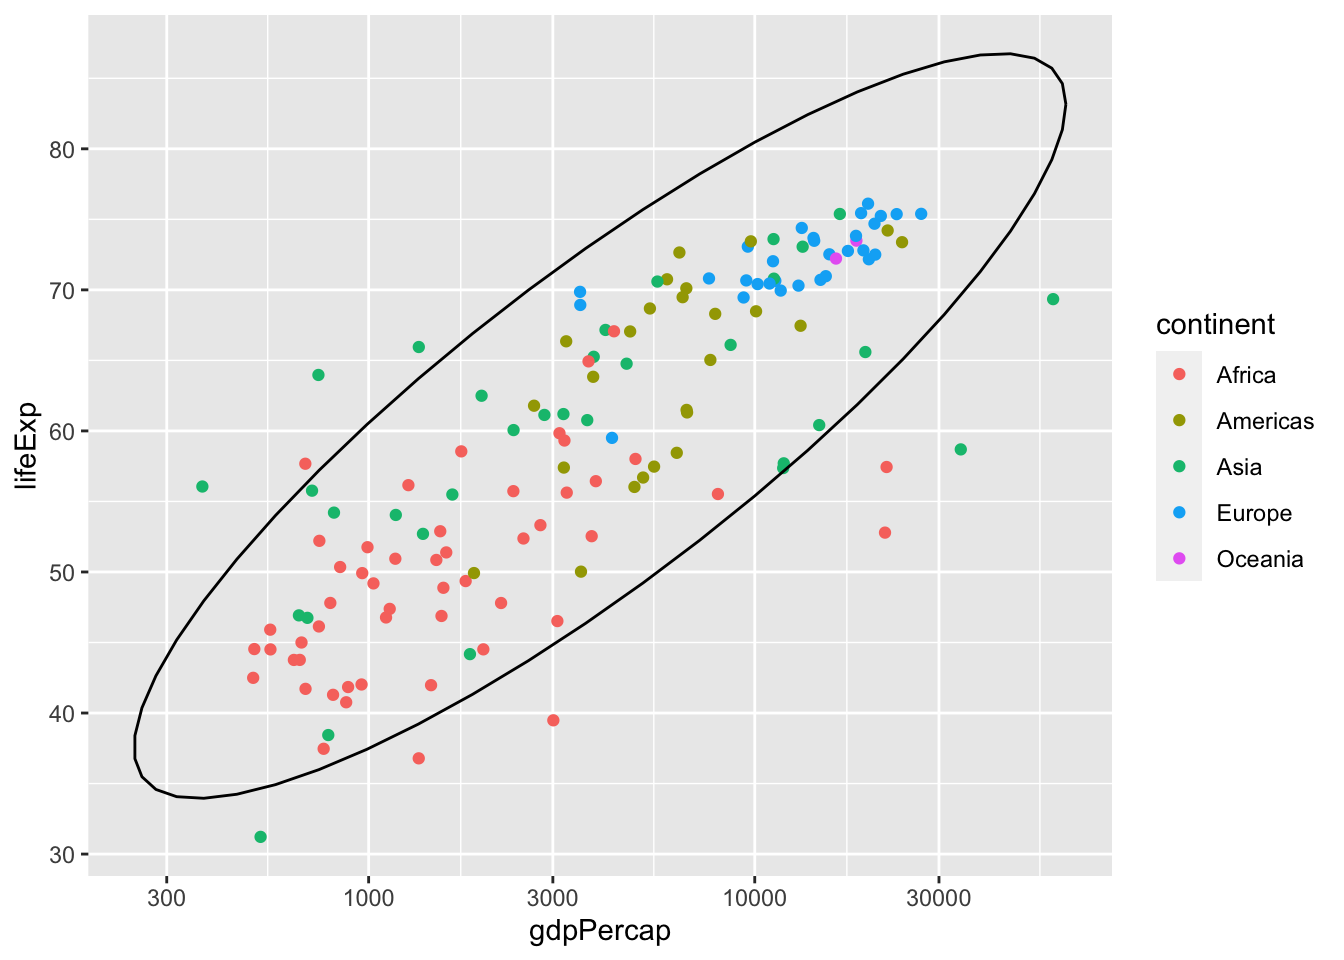 lifeExp
80
70
60
50
40
30
300 1000 3000 10000 30000
gdpPercap
continent
Africa
Americas
Asia
Europe
Oceania